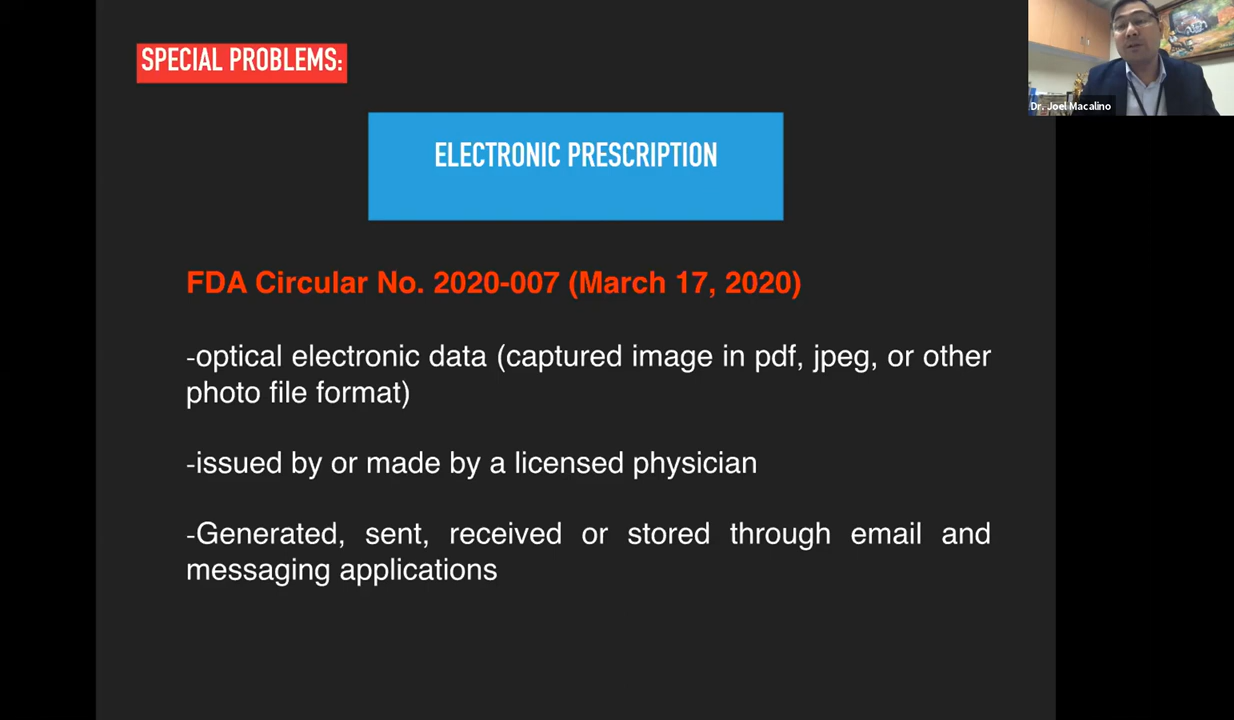 SPECIAL PROBLEMS:
Dr. Joel Macalino
ELECTRONIC PRESCRIPTION
FDA Circular No. 2020-007 (March 17, 2020)
-optical electronic data (captured image in pdf, jpeg, or other
photo file format)
-issued by or made by a licensed physician
-Generated, sent, received or stored through email and
messaging applications